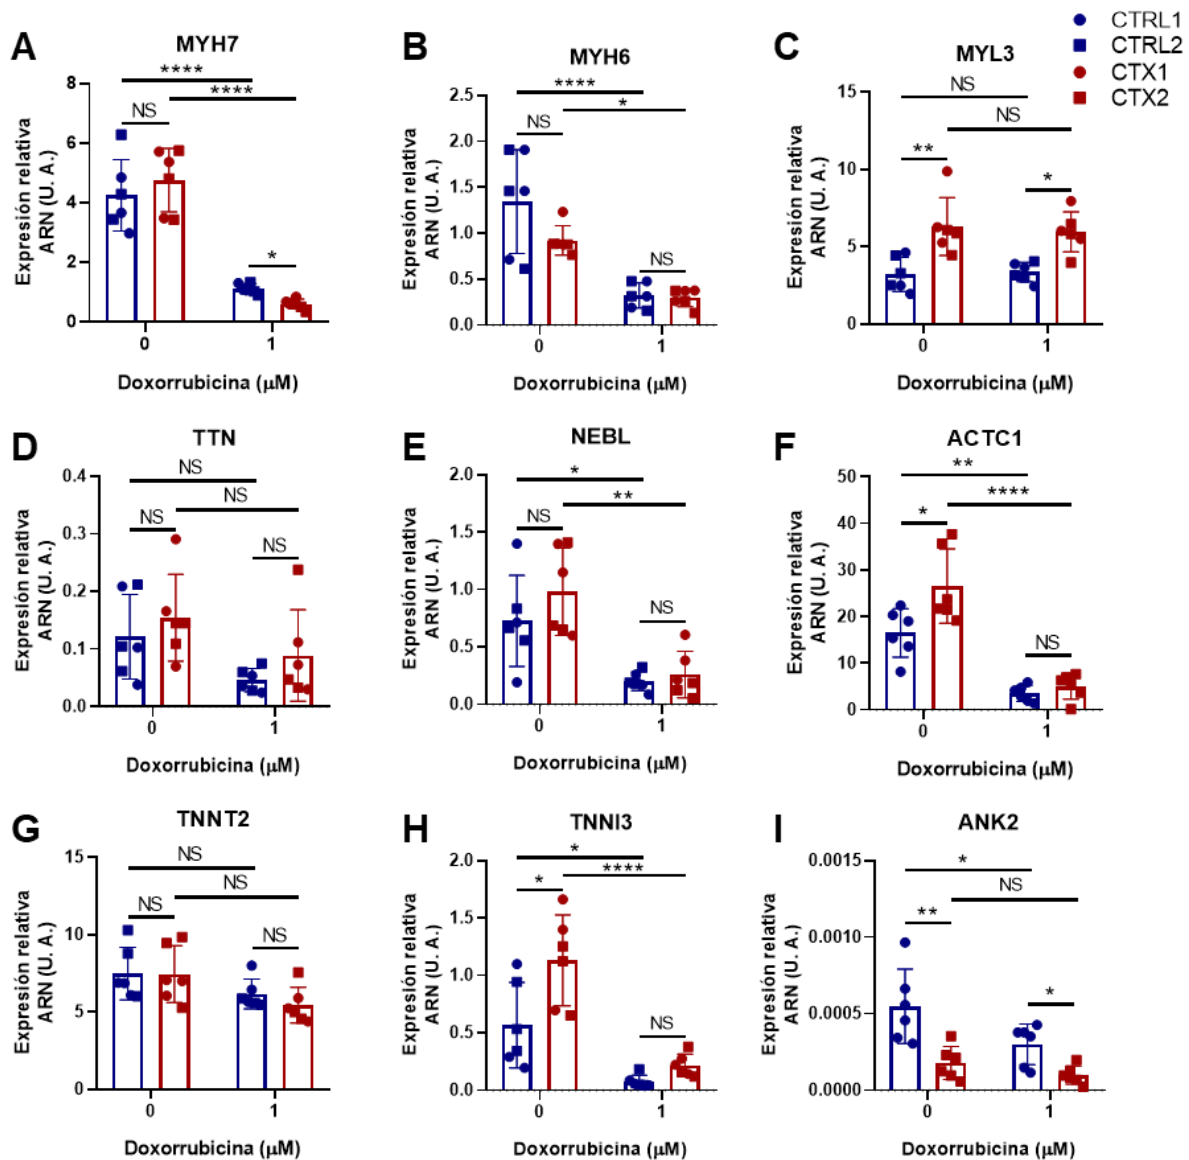 CTRL1
CTRL2
CTX1
CTX2
A
MYH7
Expresión relativa
ARN (U. A.)
8
6
4
2
0
****
****
NS
*
0
1
Doxorrubicina (μM)
B
MYH6
Expresión relativa
ARN (U. A.)
2.5
2.0
1.5
1.0
0.5
0.0
****
*
NS
NS
0
1
Doxorrubicina (μM)
C
MYL3
Expresión relativa
ARN (U. A.)
15
10
5
0
NS
NS
**
*
0
1
Doxorrubicina (μM)
D
TTN
Expresión relativa
ARN (U. A.)
0.4
0.3
0.2
0.1
0.0
NS
NS
NS
NS
0
1
Doxorrubicina (μM)
E
NEBL
Expresión relativa
ARN (U. A.)
2.0
1.5
1.0
0.5
0.0
*
**
NS
NS
0
1
Doxorrubicina (μM)
F
ACTC1
Expresión relativa
ARN (U. A.)
50
40
30
20
10
0
**
****
*
NS
0
1
Doxorrubicina (μM)
G
TNNT2
Expresión relativa
ARN (U. A.)
15
10
5
0
NS
NS
NS
NS
0
1
Doxorrubicina (μM)
H
TNNI3
Expresión relativa
ARN (U. A.)
2.0
1.5
1.0
0.5
0.0
*
****
*
NS
0
1
Doxorrubicina (μM)
I
ANK2
Expresión relativa
ARN (U. A.)
0.0015
0.0010
0.0005
0.0000
*
NS
**
*
0
1
Doxorrubicina (μM)